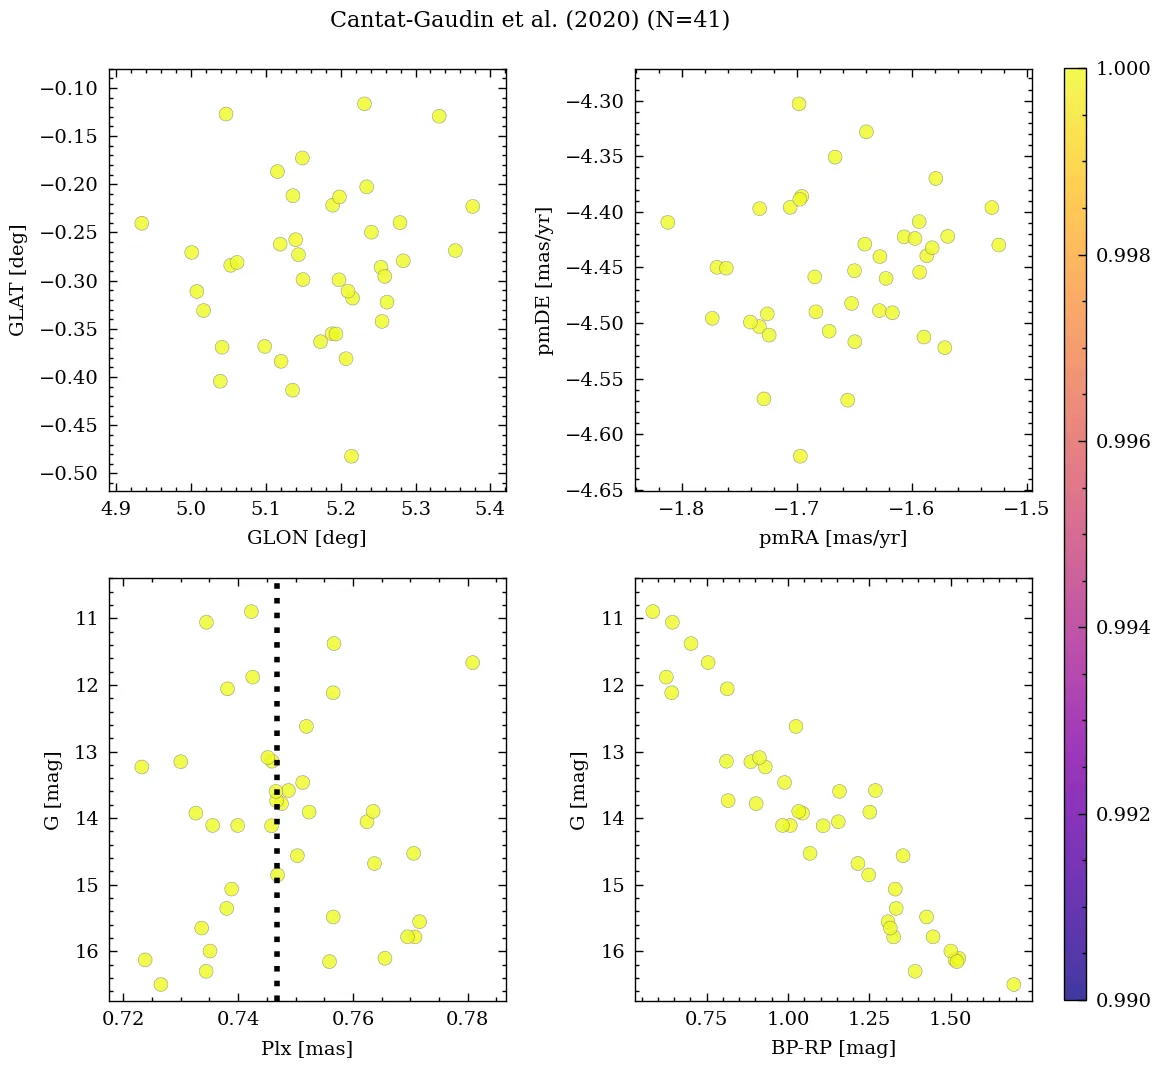 Cantat-Gaudin et al. (2020) (N=41)
−0.10
−0.15
−0.20
−0.25
−0.30
−0.35
−0.40
−0.45
−0.50
GLAT [deg]
4.9 5.0 5.1 5.2 5.3 5.4
GLON [deg]
−4.30
−4.35
−4.40
−4.45
−4.50
−4.55
−4.60
−4.65
pmDE [mas/yr]
−1.8 −1.7 −1.6 −1.5
pmRA [mas/yr]
11
12
13
14
15
16
G [mag]
0.72 0.74 0.76 0.78
Plx [mas]
11
12
13
14
15
16
G [mag]
0.75 1.00 1.25 1.50
BP-RP [mag]
1.000
0.998
0.996
0.994
0.992
0.990